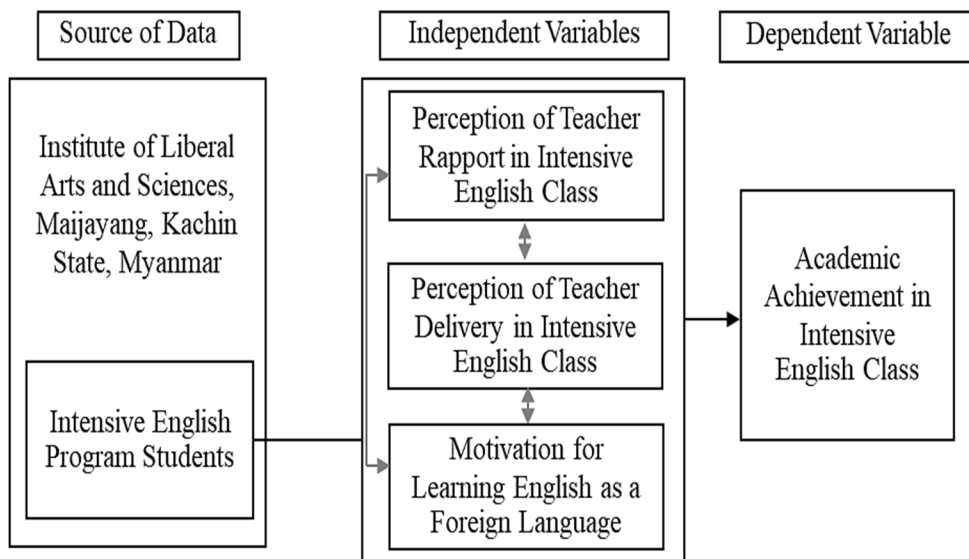 Source of Data
Independent Variables
Dependent Variable
Institute of Liberal
Arts and Sciences,
Maijayang, Kachin
State, Myanmar
Intensive English
Program Students
Perception of Teacher
Rapport in Intensive
English Class
Perception of Teacher
Delivery in Intensive
English Class
Motivation for
Learning English as a
Foreign Language
Academic
Achievement in
Intensive
English Class